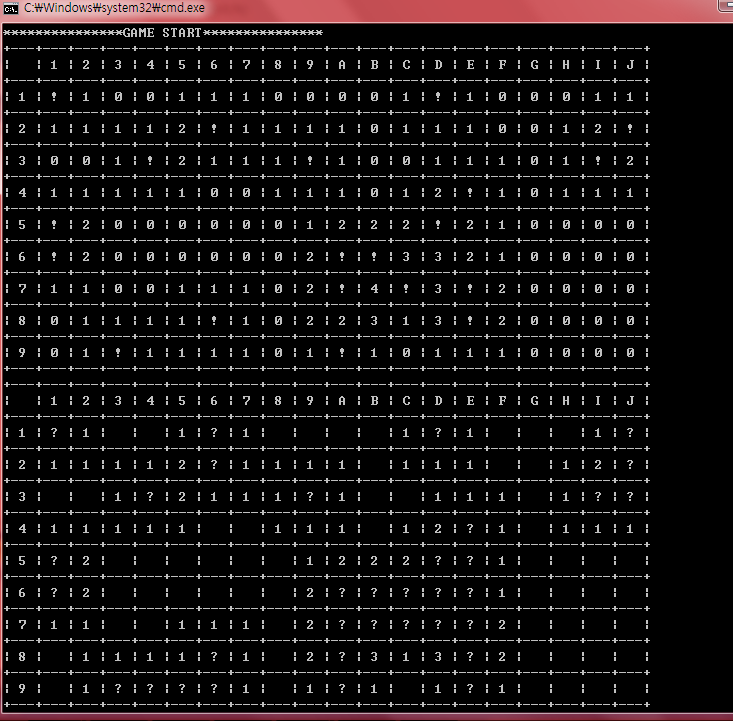 C:₩Windows₩system32₩cmd.exe
***************GAME START***************
1 2 3 4 5 6 7 8 9 A B C D E F G H I J
1 ! 1 0 0 1 1 1 0 0 0 0 1 ! 1 0 0 0 1 1
2 1 1 1 1 2 ! 1 1 1 1 0 1 1 1 0 0 1 2 !
3 0 0 1 ! 2 1 1 1 ! 1 0 0 1 1 1 0 1 ! 2
4 1 1 1 1 1 0 0 1 1 1 0 1 2 ! 1 0 1 1 1
5 ! 2 0 0 0 0 0 0 1 2 2 2 ! 2 1 0 0 0 0
6 ! 2 0 0 0 0 0 0 2 ! ! 3 3 2 1 0 0 0 0
7 1 1 0 0 1 1 1 0 2 ! 4 ! 3 ! 2 0 0 0 0
8 0 1 1 1 1 ! 1 0 2 2 3 1 3 ! 2 0 0 0 0
9 0 1 ! 1 1 1 1 0 1 ! 1 0 1 1 1 0 0 0 0
1 2 3 4 5 6 7 8 9 A B C D E F G H I J
1 ? 1 1 ? 1 1 ? 1 1 ?
2 1 1 1 1 2 ? 1 1 1 1 1 1 1 1 2 ?
3 1 ? 2 1 1 1 ? 1 1 1 1 1 ? ?
4 1 1 1 1 1 1 1 1 1 2 ? 1 1 1 1
5 ? 2 1 2 2 2 ? ? 1
6 ? 2 2 ? ? ? ? ? 1
7 1 1 1 1 1 2 ? ? ? ? ? 2
8 1 1 1 1 ? 1 2 ? 3 1 3 ? 2
9 1 ? ? ? ? 1 1 ? 1 1 ? 1